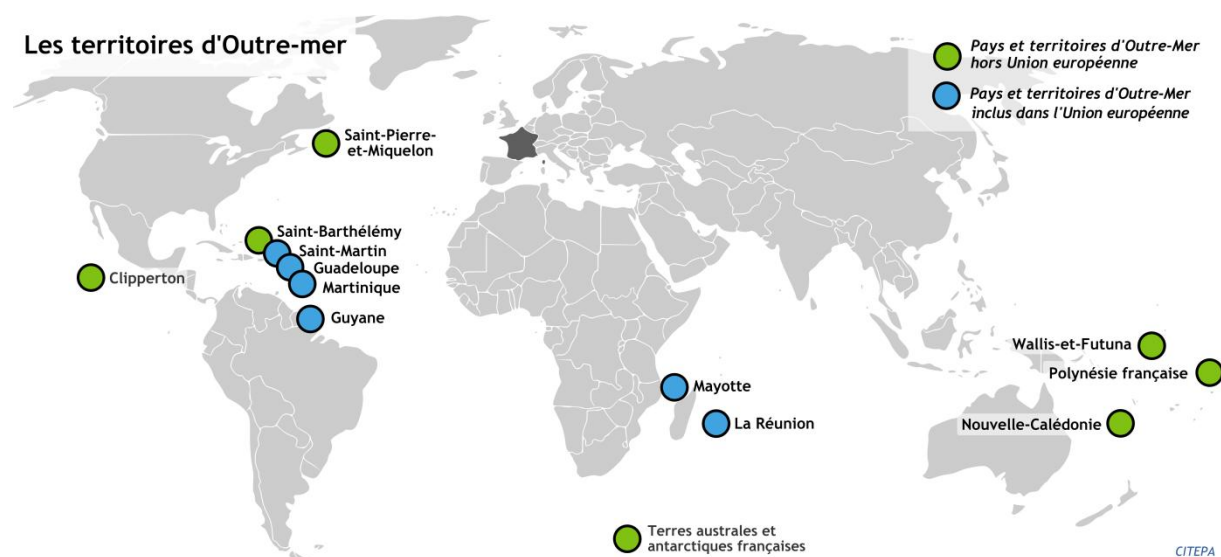 Les territoires d'Outre-mer
Pays et territoires d'Outre-Mer
hors Union européenne
Pays et territoires d'Outre-Mer
inclus dans l'Union européenne
Saint-Pierre-
et-Miquelon
Saint-Barthélémy
Saint-Martin
Guadeloupe
Martinique
Clipperton
Guyane
Wallis-et-Futuna
Polynésie française
Mayotte
La Réunion
Nouvelle-Calédonie
Terres australes et
antarctiques françaises
CITEPA